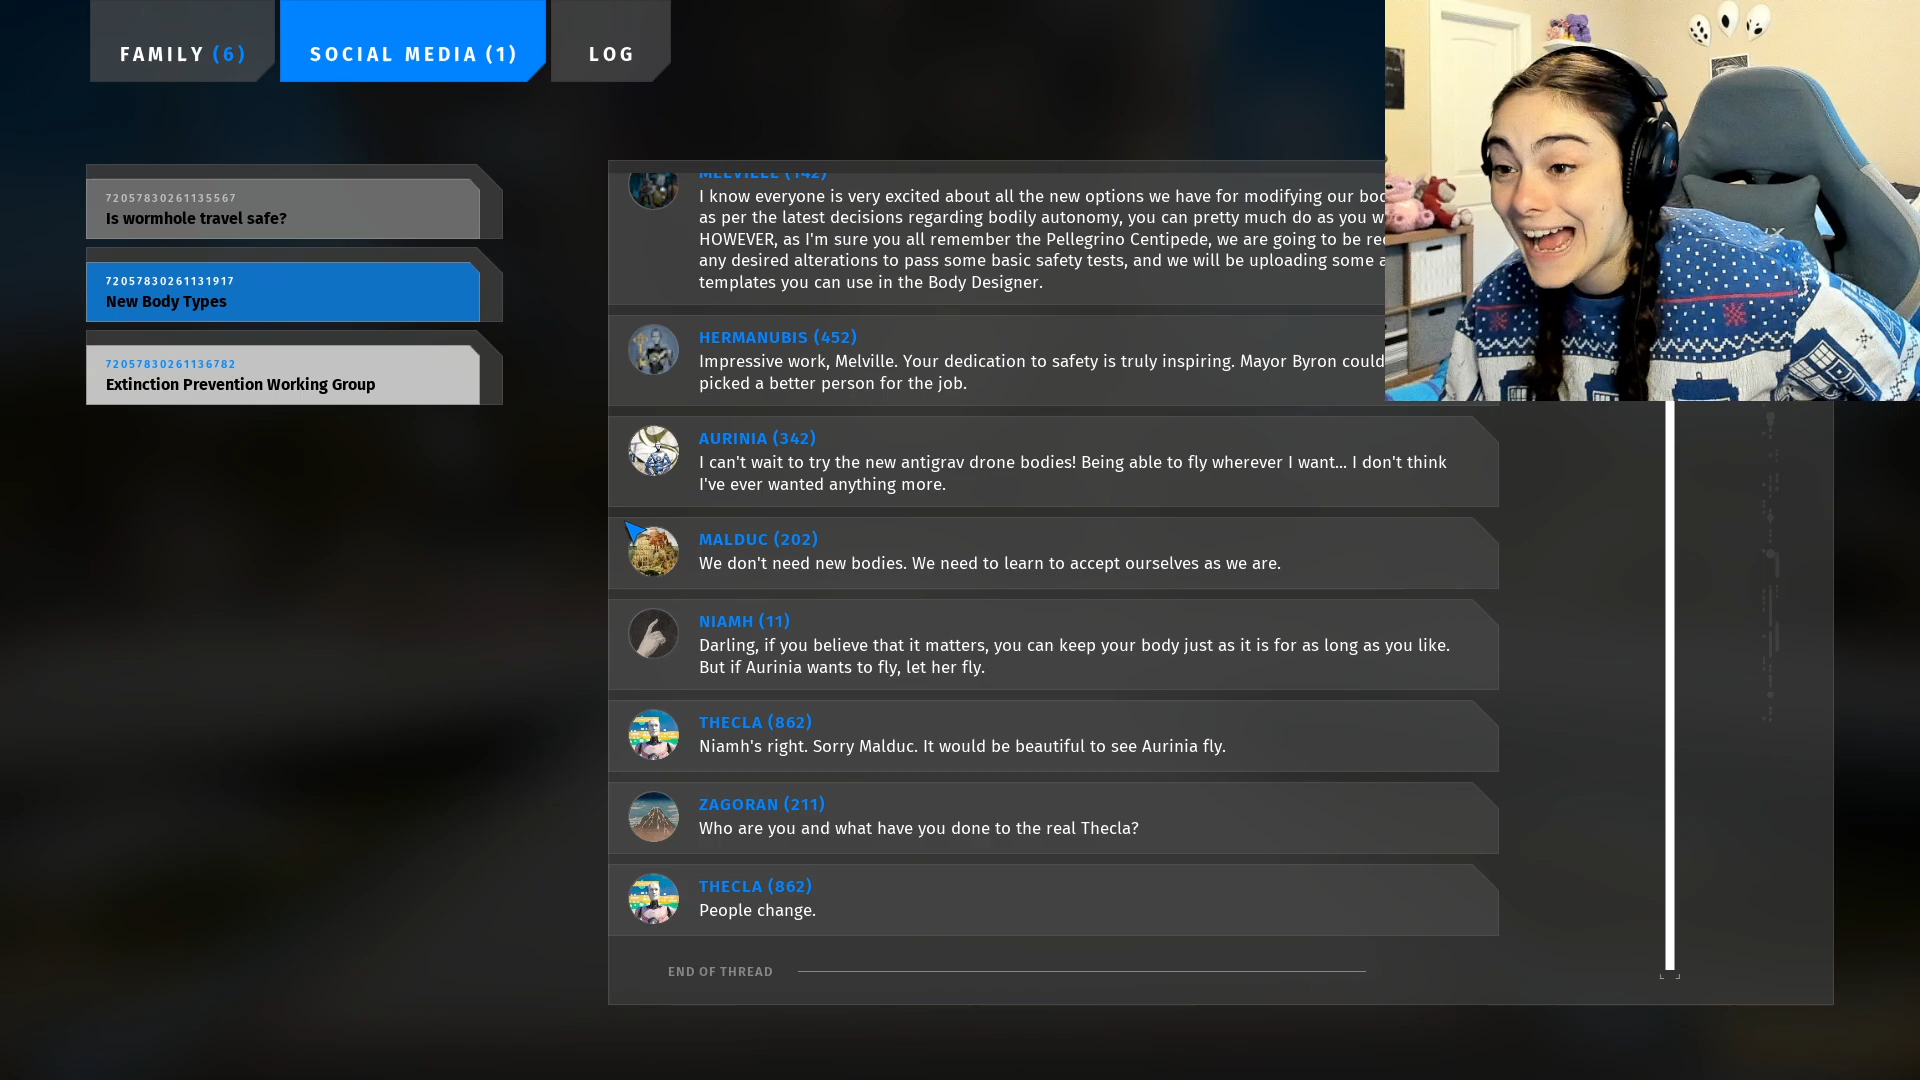 FAMILY (6)
SOCIAL MEDIA (1)
LOG
72057830261135567
Is wormhole travel safe?
72057830261131917
New Body Types
72057830261136782
Extinction Prevention Working Group
MELVILLE (142)
I know everyone is very excited about all the new options we have for modifying our
as per the latest decisions regarding bodily autonomy, you can pretty much do as you
HOWEVER, as I'm sure you all remember the Pellegrino Centipede, we are going to be
any desired alterations to pass some basic safety tests, and we will be uploading some
templates you can use in the Body Designer.
HERMANUBIS (452)
Impressive work, Melville. Your dedication to safety is truly inspiring. Mayor Byron could
picked a better person for the job.
AURINIA (342)
I can't wait to try the new antigrav drone bodies! Being able to fly wherever I want... I don't think
I've ever wanted anything more.
MALDUC (202)
We don't need new bodies. We need to learn to accept ourselves as we are.
NIAMH (11)
Darling, if you believe that it matters, you can keep your body just as it is for as long as you like.
But if Aurinia wants to fly, let her fly.
THECLA (862)
Niamh's right. Sorry Malduc. It would be beautiful to see Aurinia fly.
ZAGORAN (211)
Who are you and what have you done to the real Thecla?
THECLA (862)
People change.
END OF THREAD